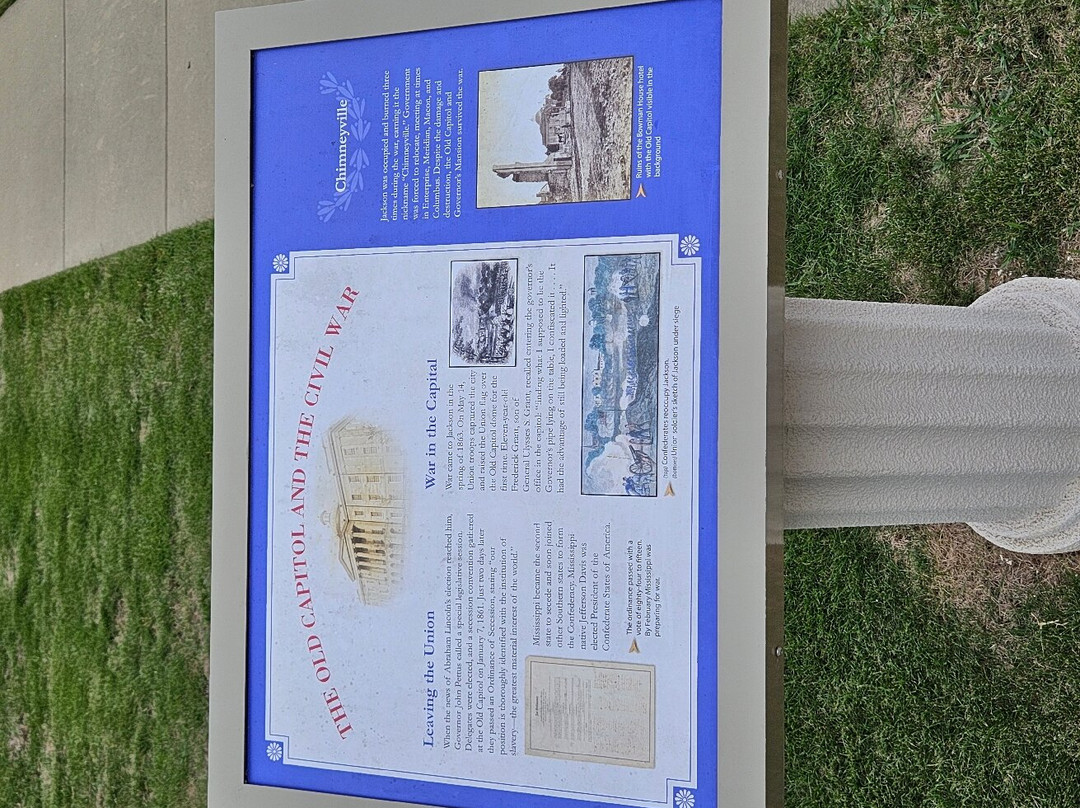 THE OLD CAPITOL AND THE CIVIL WAR
Leaving the Union
When the news of Abraham Lincoln's election reached him,
Governor John Pettus called a special legislative session.
Delegates were elected, and a secession convention gathered
at the Old Capitol on January 7, 1861. Just two days later
they passed an Ordinance of Secession, stating "our
position is thoroughly identified with the institution of
slavery—the greatest material interest of the world."
Mississippi became the second
state to secede and soon joined
other Southern states to form
the Confederacy. Mississippi
native Jefferson Davis was
elected President of the
Confederate States of America.
The ordinance passed with a
vote of eighty-four to fifteen.
By February Mississippi was
preparing for war.
War in the Capital
War came to Jackson in the
spring of 1863. On May 14,
Union troops captured the city
and raised the Union flag over
the Old Capitol dome for the
first time. Eleven-year-old
Frederick Grant, son of
General Ulysses S. Grant, recalled entering the governor's
office in the capitol: "finding what I supposed to be the
Governor's pipe lying on the table, I confiscated it . . . . It
had the advantage of still being loaded and lighted."
(top) Confederates reoccupy Jackson.
(bottom) Union soldier's sketch of Jackson under siege
Chimneyville
Jackson was occupied and burned three
times during the war, earning it the
nickname "Chimneyville." Government
was forced to relocate, meeting at times
in Enterprise, Meridian, Macon, and
Columbus. Despite the damage and
destruction, the Old Capitol and
Governor's Mansion survived the war.
Ruins of the Bowman House hotel
with the Old Capitol visible in the
background